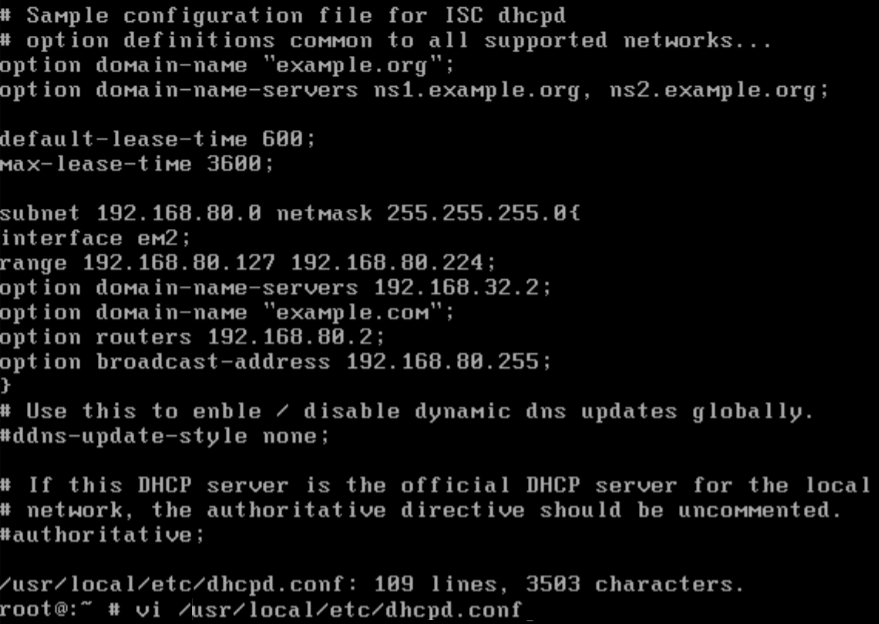 # Sample configuration file for ISC dhcpd
# option definitions common to all supported networks...
option domain-name "example.org";
option domain-name-servers ns1.example.org, ns2.example.org;
default-lease-time 600;
max-lease-time 3600;
subnet 192.168.80.0 netmask 255.255.255.0{
interface em2;
range 192.168.80.127 192.168.80.224;
option domain-name-servers 192.168.32.2;
option domain-name "example.com";
option routers 192.168.80.2;
option broadcast-address 192.168.80.255;
}
# Use this to enble / disable dynamic dns updates globally.
#ddns-update-style none;
# If this DHCP server is the official DHCP server for the local
# network, the authoritative directive should be uncommented.
#authoritative;
/usr/local/etc/dhcpd.conf: 109 lines, 3503 characters.
root@:~ # vi /usr/local/etc/dhcpd.conf_